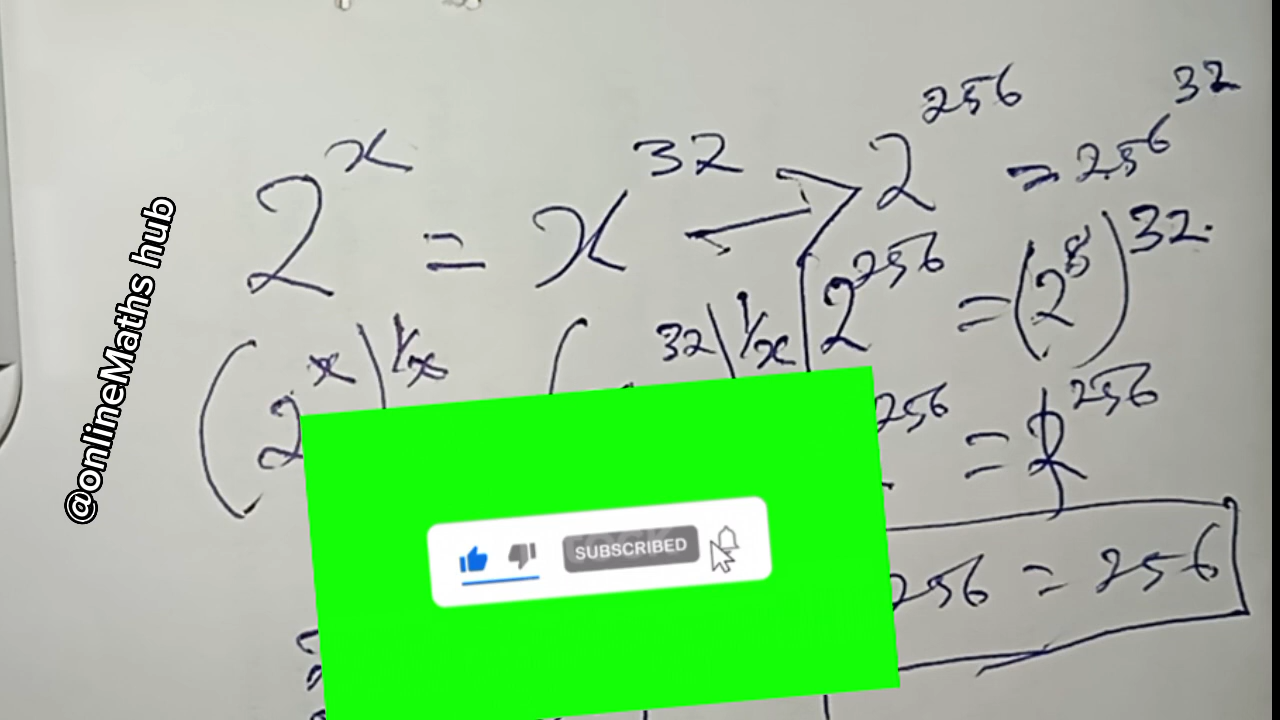 @onlineMaths hub
2^x = x^32 → 2^256 = 256^32
2^256 = (2^8)^32.
(2^x)^1/x ( 32)^1/x
256 = 2^256
256 = 256
SUBSCRIBED